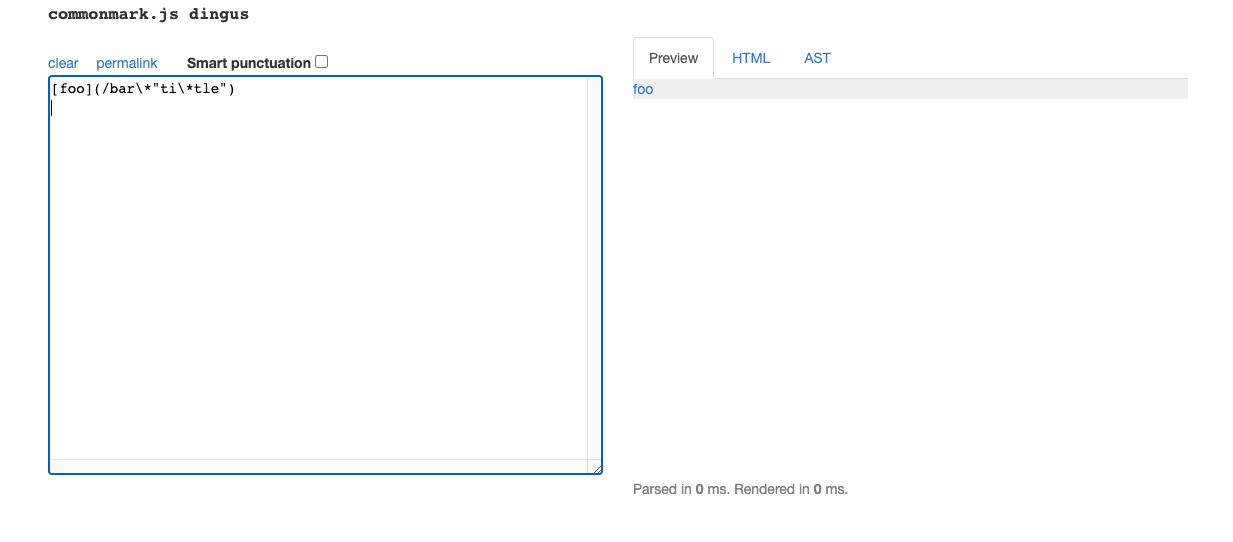 commonmark.js dingus
clear permalink Smart punctuation
Preview HTML AST
[foo](/bar\*"ti\*tle")
foo
Parsed in 0 ms. Rendered in 0 ms.